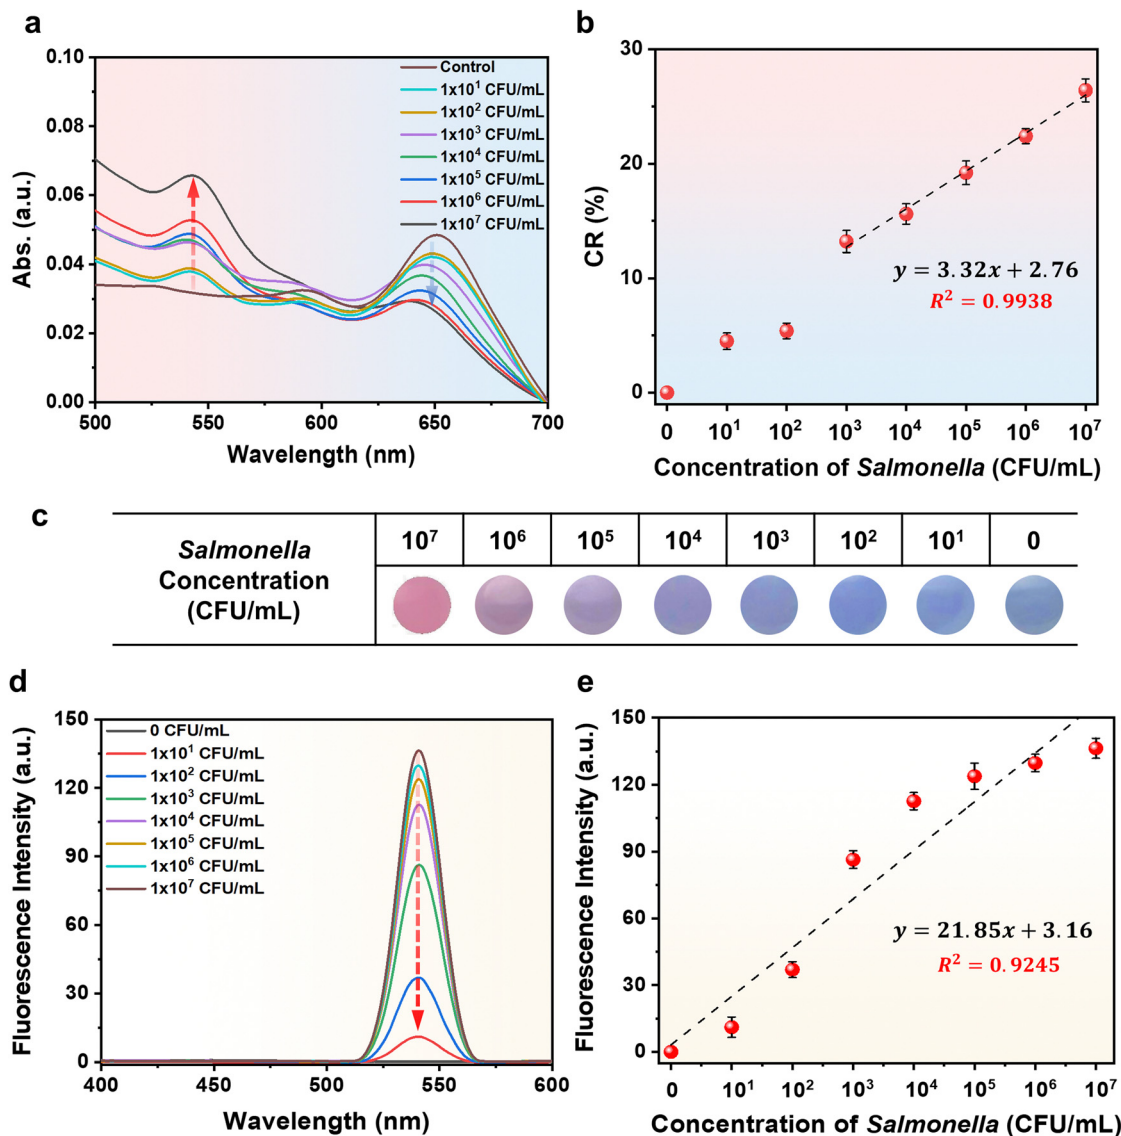 a
0.10
0.08
0.06
0.04
0.02
0.00
Abs. (a.u.)
500
550
600
650
700
Wavelength (nm)
Control
1x10¹ CFU/mL
1x10² CFU/mL
1x10³ CFU/mL
1x10⁴ CFU/mL
1x10⁵ CFU/mL
1x10⁶ CFU/mL
1x10⁷ CFU/mL
b
30
20
10
0
CR (%)
y = 3.32x + 2.76
R² = 0.9938
0 10¹ 10² 10³ 10⁴ 10⁵ 10⁶ 10⁷
Concentration of Salmonella (CFU/mL)
c
Salmonella
Concentration
(CFU/mL)
10⁷ 10⁶ 10⁵ 10⁴ 10³ 10² 10¹ 0
d
150
120
90
60
30
0
Fluorescence Intensity (a.u.)
0 CFU/mL
1x10¹ CFU/mL
1x10² CFU/mL
1x10³ CFU/mL
1x10⁴ CFU/mL
1x10⁵ CFU/mL
1x10⁶ CFU/mL
1x10⁷ CFU/mL
400
450
500
550
600
Wavelength (nm)
e
150
120
90
60
30
0
Fluorescence Intensity (a.u.)
y = 21.85x + 3.16
R² = 0.9245
0 10¹ 10² 10³ 10⁴ 10⁵ 10⁶ 10⁷
Concentration of Salmonella (CFU/mL)